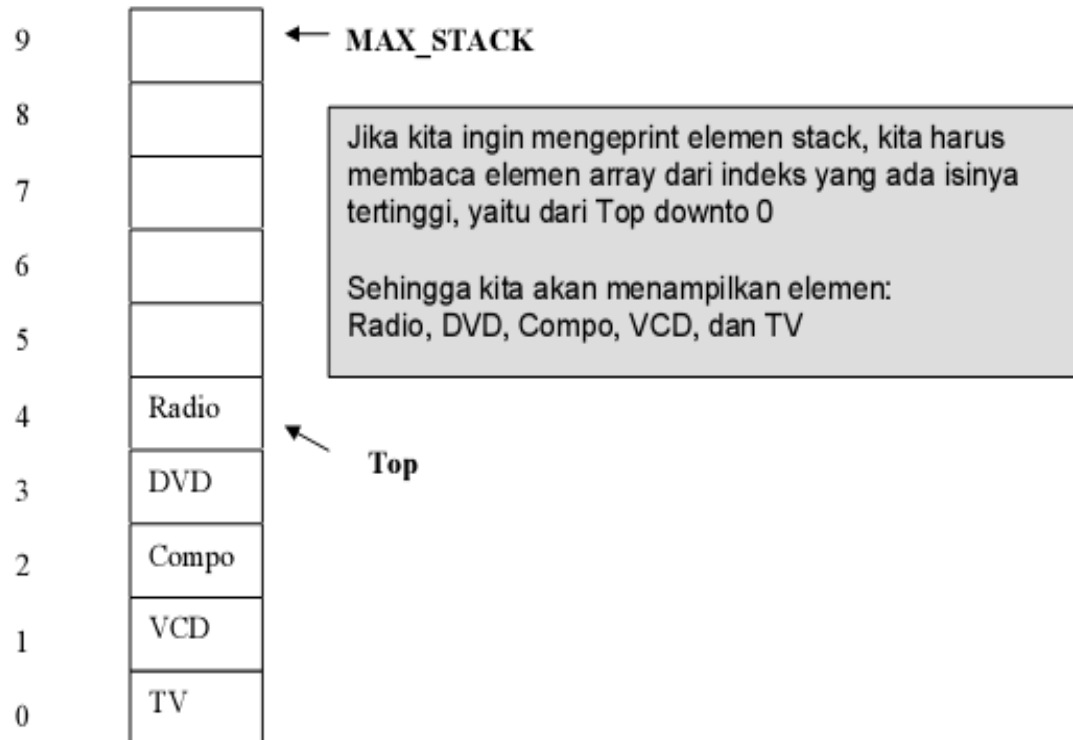 9
MAX_STACK
8
Jika kita ingin mengeprint elemen stack, kita harus
membaca elemen array dari indeks yang ada isinya
tertinggi, yaitu dari Top downto 0
7
6
Sehingga kita akan menampilkan elemen:
Radio, DVD, Compo, VCD, dan TV
5
4
Radio
Top
3
DVD
2
Compo
1
VCD
0
TV